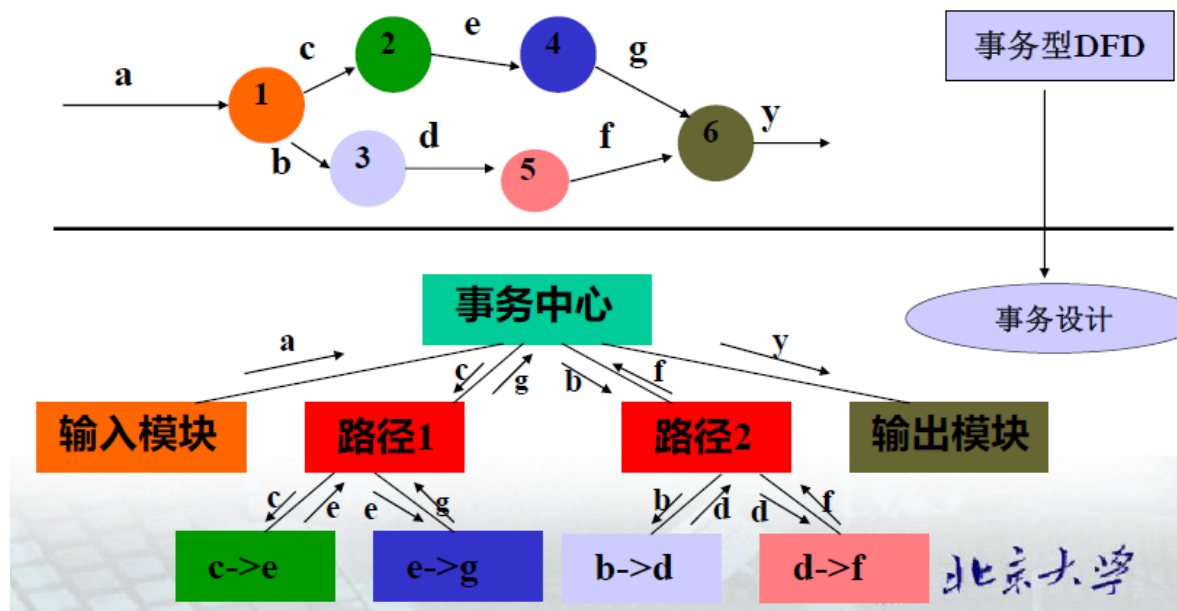 e
c
g
a
2
4
事务型DFD
1
6
y
b
3
d
5
f
事务中心
事务设计
a
c
g
b
f
y
输入模块
路径1
路径2
输出模块
c
e
e
g
b
d
d
f
c->e
e->g
b->d
d->f
北京大学